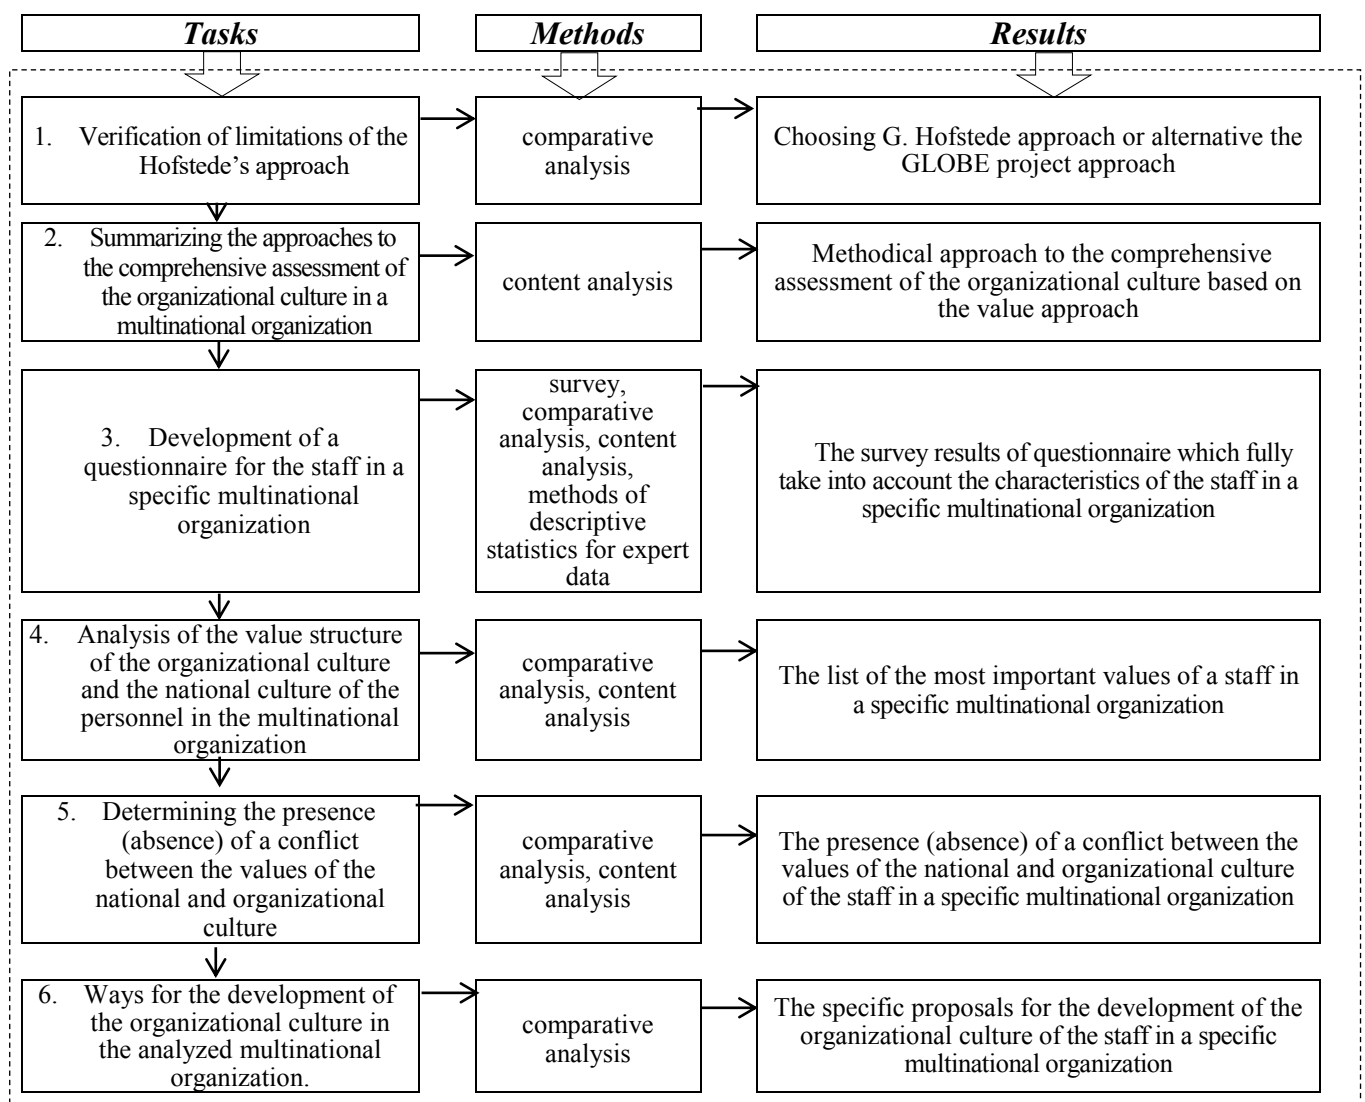 Tasks
Methods
Results
1. Verification of limitations of the
Hofstede’s approach
comparative
analysis
Choosing G. Hofstede approach or alternative the
GLOBE project approach
2. Summarizing the approaches to
the comprehensive assessment of
the organizational culture in a
multinational organization
content analysis
Methodical approach to the comprehensive
assessment of the organizational culture based on
the value approach
3. Development of a
questionnaire for the staff in a
specific multinational
organization
survey,
comparative
analysis, content
analysis,
methods of
descriptive
statistics for expert
data
The survey results of questionnaire which fully
take into account the characteristics of the staff in a
specific multinational organization
4. Analysis of the value structure
of the organizational culture
and the national culture of the
personnel in the multinational
organization
comparative
analysis, content
analysis
The list of the most important values of a staff in
a specific multinational organization
5. Determining the presence
(absence) of a conflict
between the values of the
national and organizational
culture
comparative
analysis, content
analysis
The presence (absence) of a conflict between the
values of the national and organizational culture
of the staff in a specific multinational organization
6. Ways for the development of
the organizational culture in
the analyzed multinational
organization.
comparative
analysis
The specific proposals for the development of the
organizational culture of the staff in a specific
multinational organization